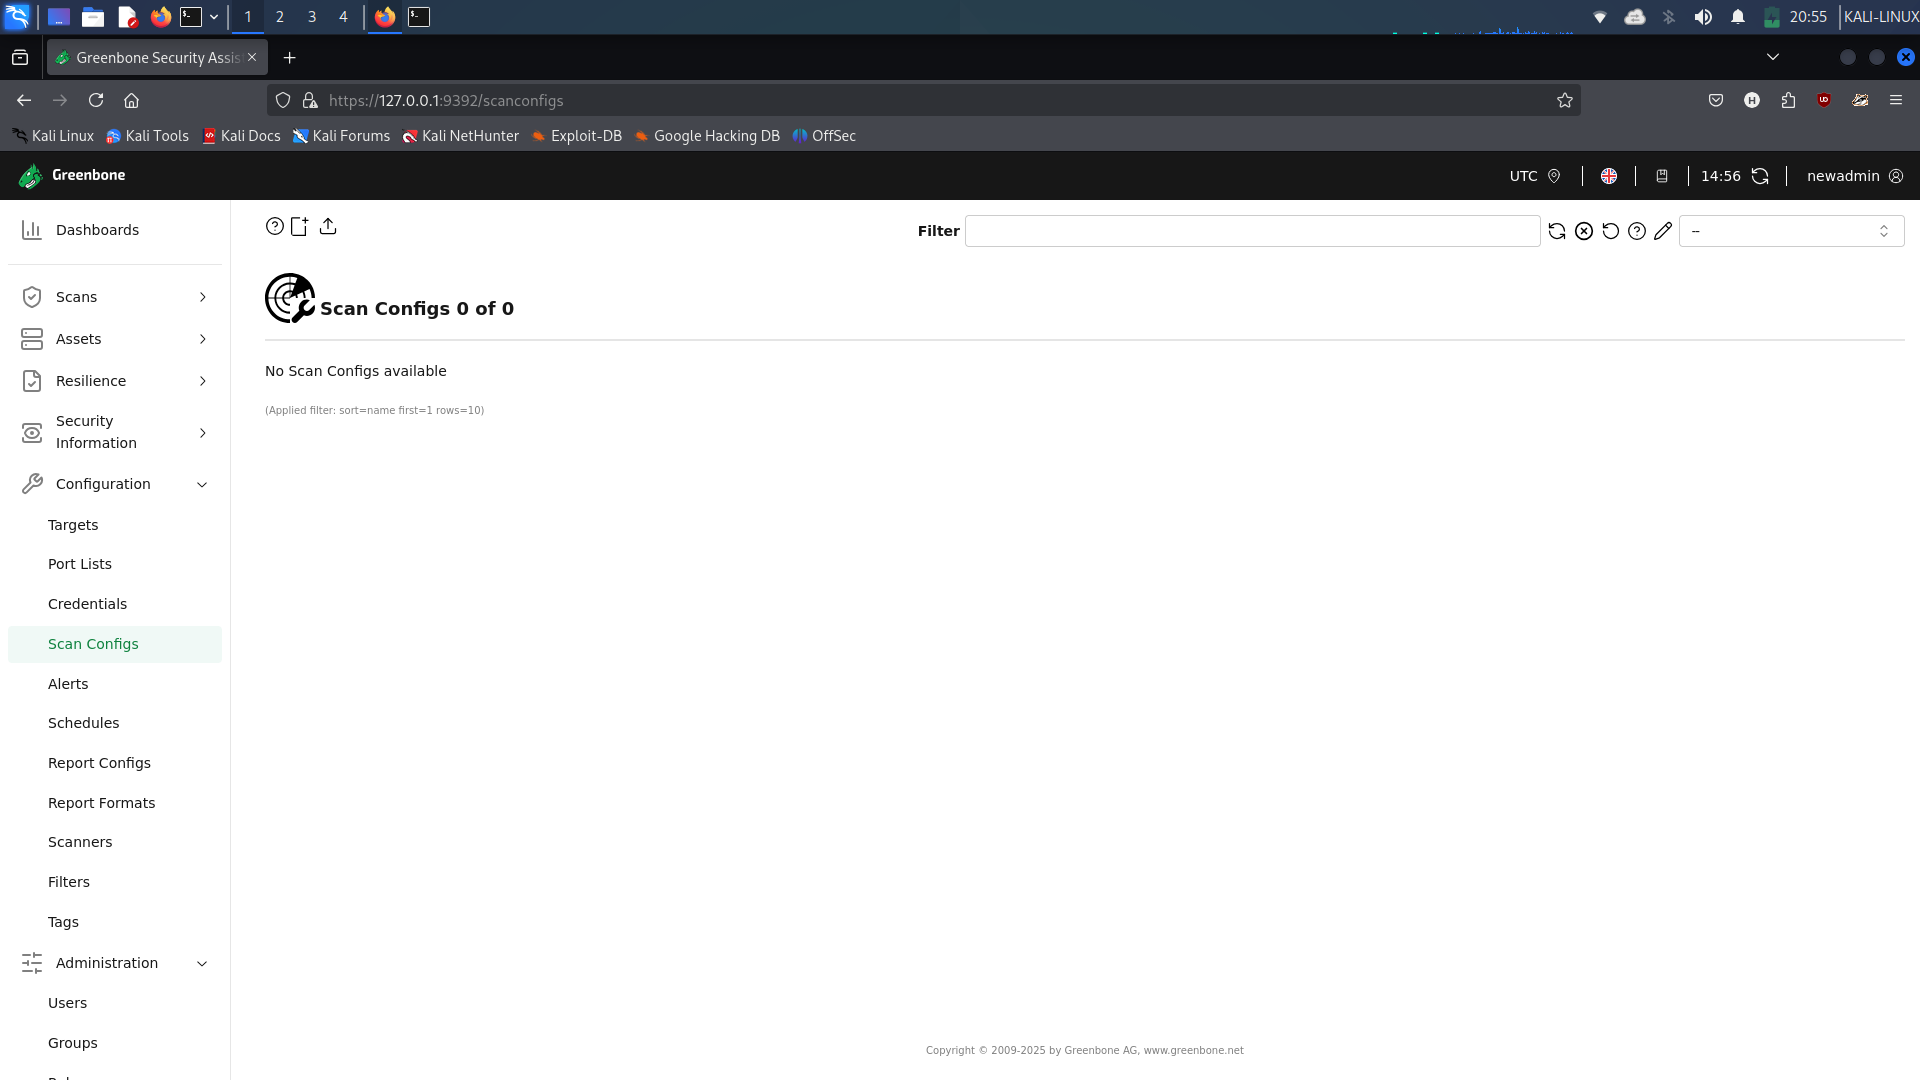 1 2 3 4 20:55 KALI-LINUX
Greenbone Security Assis
https://127.0.0.1:9392/scanconfigs
Kali Linux Kali Tools Kali Docs Kali Forums Kali NetHunter Exploit-DB Google Hacking DB OffSec
Greenbone UTC 14:56 newadmin
Dashboards
Scans
Assets
Resilience
Security
Information
Configuration
Targets
Port Lists
Credentials
Scan Configs
Alerts
Schedules
Report Configs
Report Formats
Scanners
Filters
Tags
Administration
Users
Groups
Filter --
Scan Configs 0 of 0
No Scan Configs available
(Applied filter: sort=name first=1 rows=10)
Copyright © 2009-2025 by Greenbone AG, www.greenbone.net